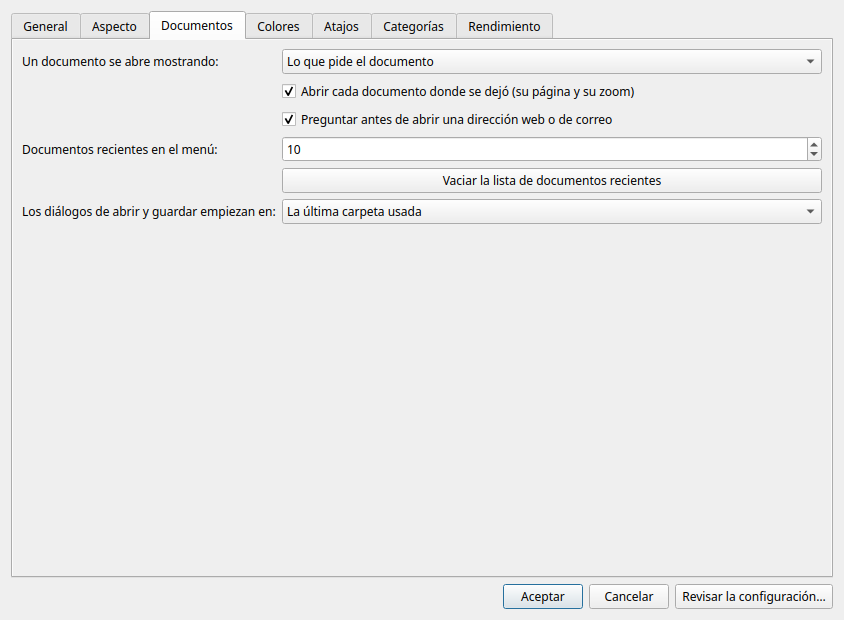 General Aspecto Documentos Colores Atajos Categorías Rendimiento
Un documento se abre mostrando: Lo que pide el documento
Abrir cada documento donde se dejó (su página y su zoom)
Preguntar antes de abrir una dirección web o de correo
Documentos recientes en el menú: 10
Vaciar la lista de documentos recientes
Los diálogos de abrir y guardar empiezan en: La última carpeta usada
Aceptar Cancelar Revisar la configuración...